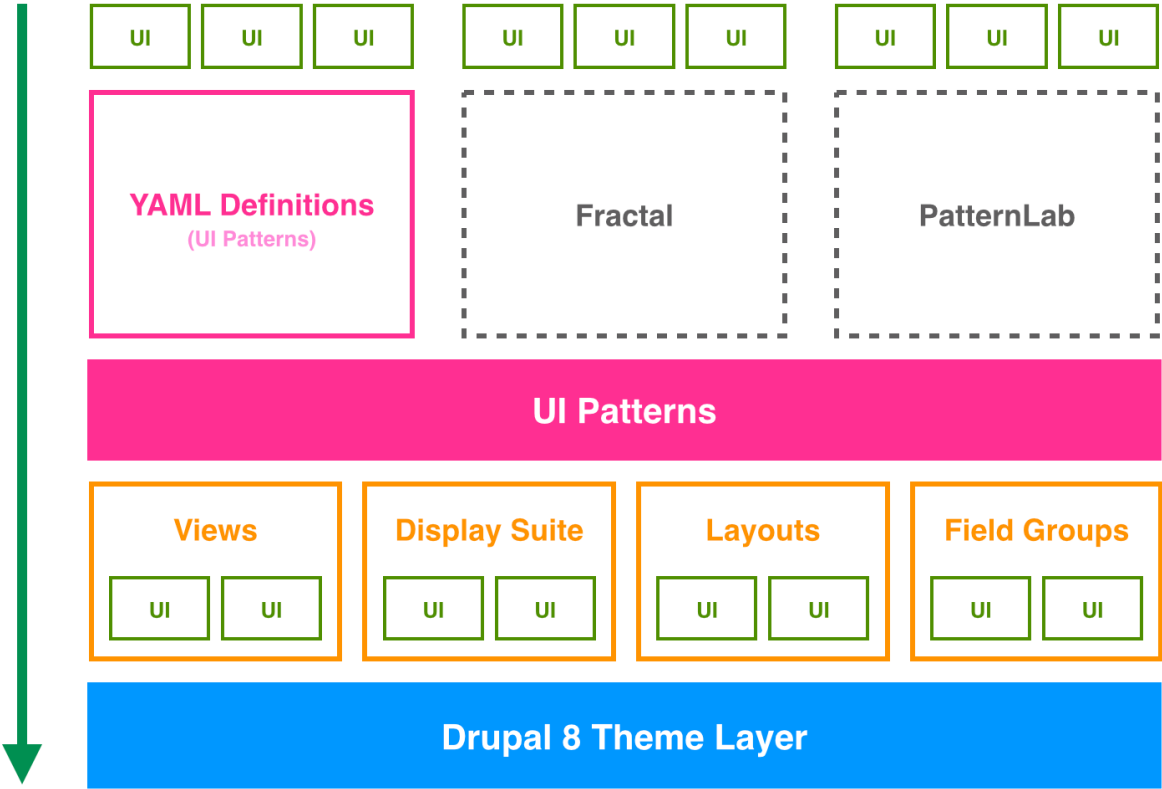 UI UI UI UI UI UI UI UI UI
YAML Definitions
(UI Patterns)
Fractal
PatternLab
UI Patterns
Views
Display Suite
Layouts
Field Groups
UI UI UI UI UI UI UI UI
Drupal 8 Theme Layer